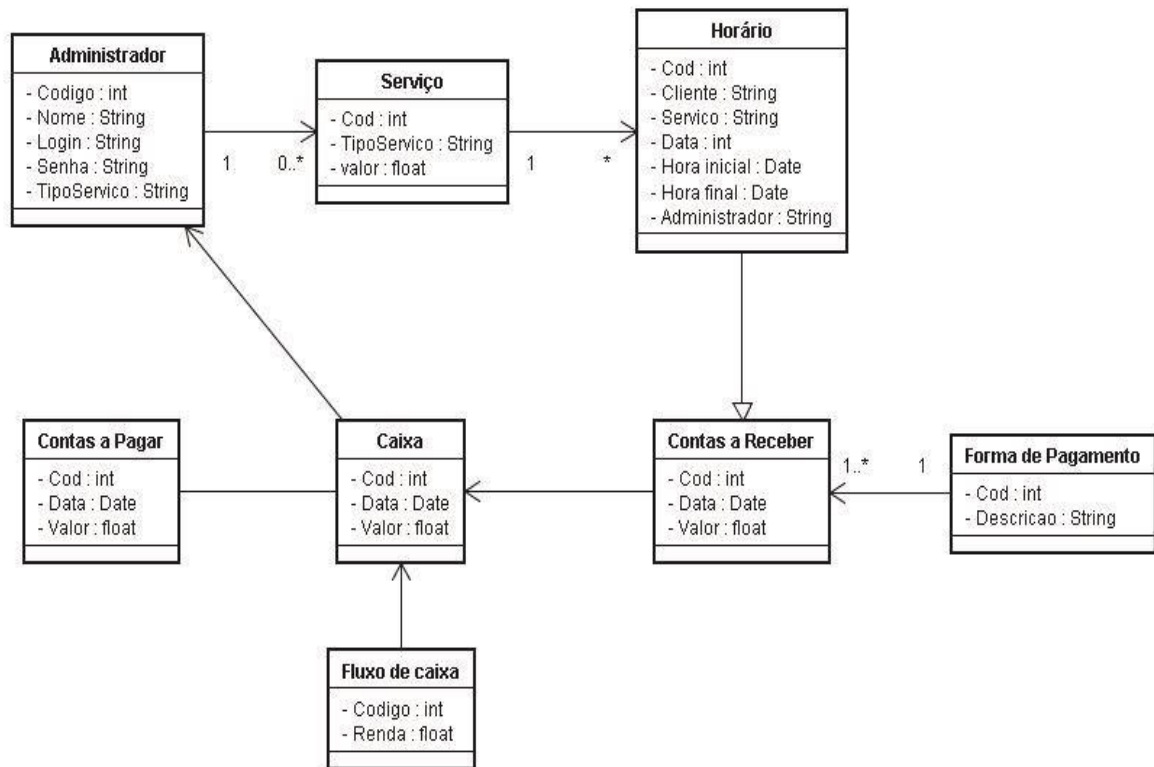 Administrador
- Codigo : int
- Nome : String
- Login : String
- Senha : String
- TipoServico : String
1
0..*
Serviço
- Cod : int
- TipoServico : String
- valor : float
1
*
Horário
- Cod : int
- Cliente : String
- Servico : String
- Data : int
- Hora inicial : Date
- Hora final : Date
- Administrador : String
Contas a Pagar
- Cod : int
- Data : Date
- Valor : float
Caixa
- Cod : int
- Data : Date
- Valor : float
Contas a Receber
- Cod : int
- Data : Date
- Valor : float
1..*
1
Forma de Pagamento
- Cod : int
- Descricao : String
Fluxo de caixa
- Codigo : int
- Renda : float